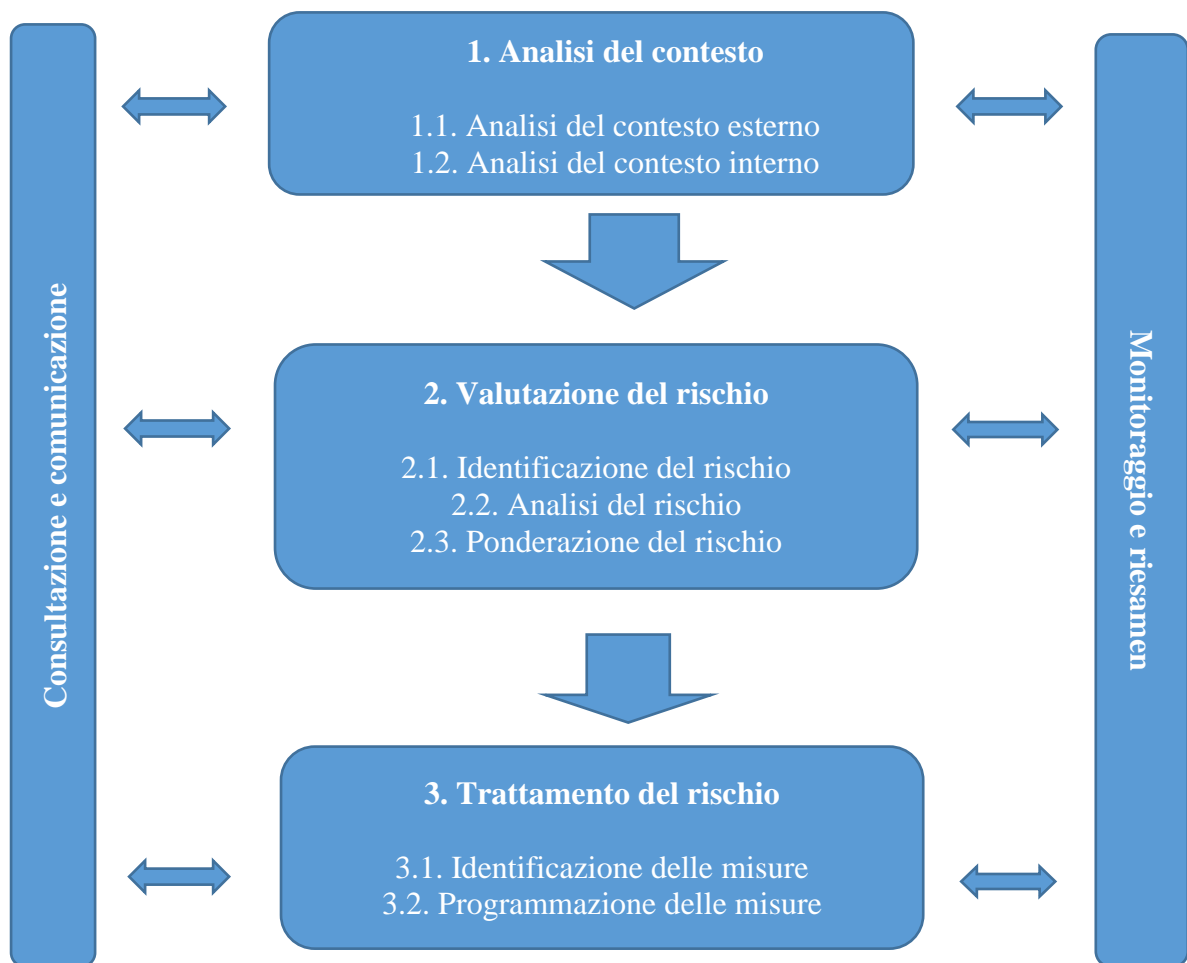 Consultazione e comunicazione
1. Analisi del contesto
1.1. Analisi del contesto esterno
1.2. Analisi del contesto interno
2. Valutazione del rischio
2.1. Identificazione del rischio
2.2. Analisi del rischio
2.3. Ponderazione del rischio
3. Trattamento del rischio
3.1. Identificazione delle misure
3.2. Programmazione delle misure
Monitoraggio e riesamen